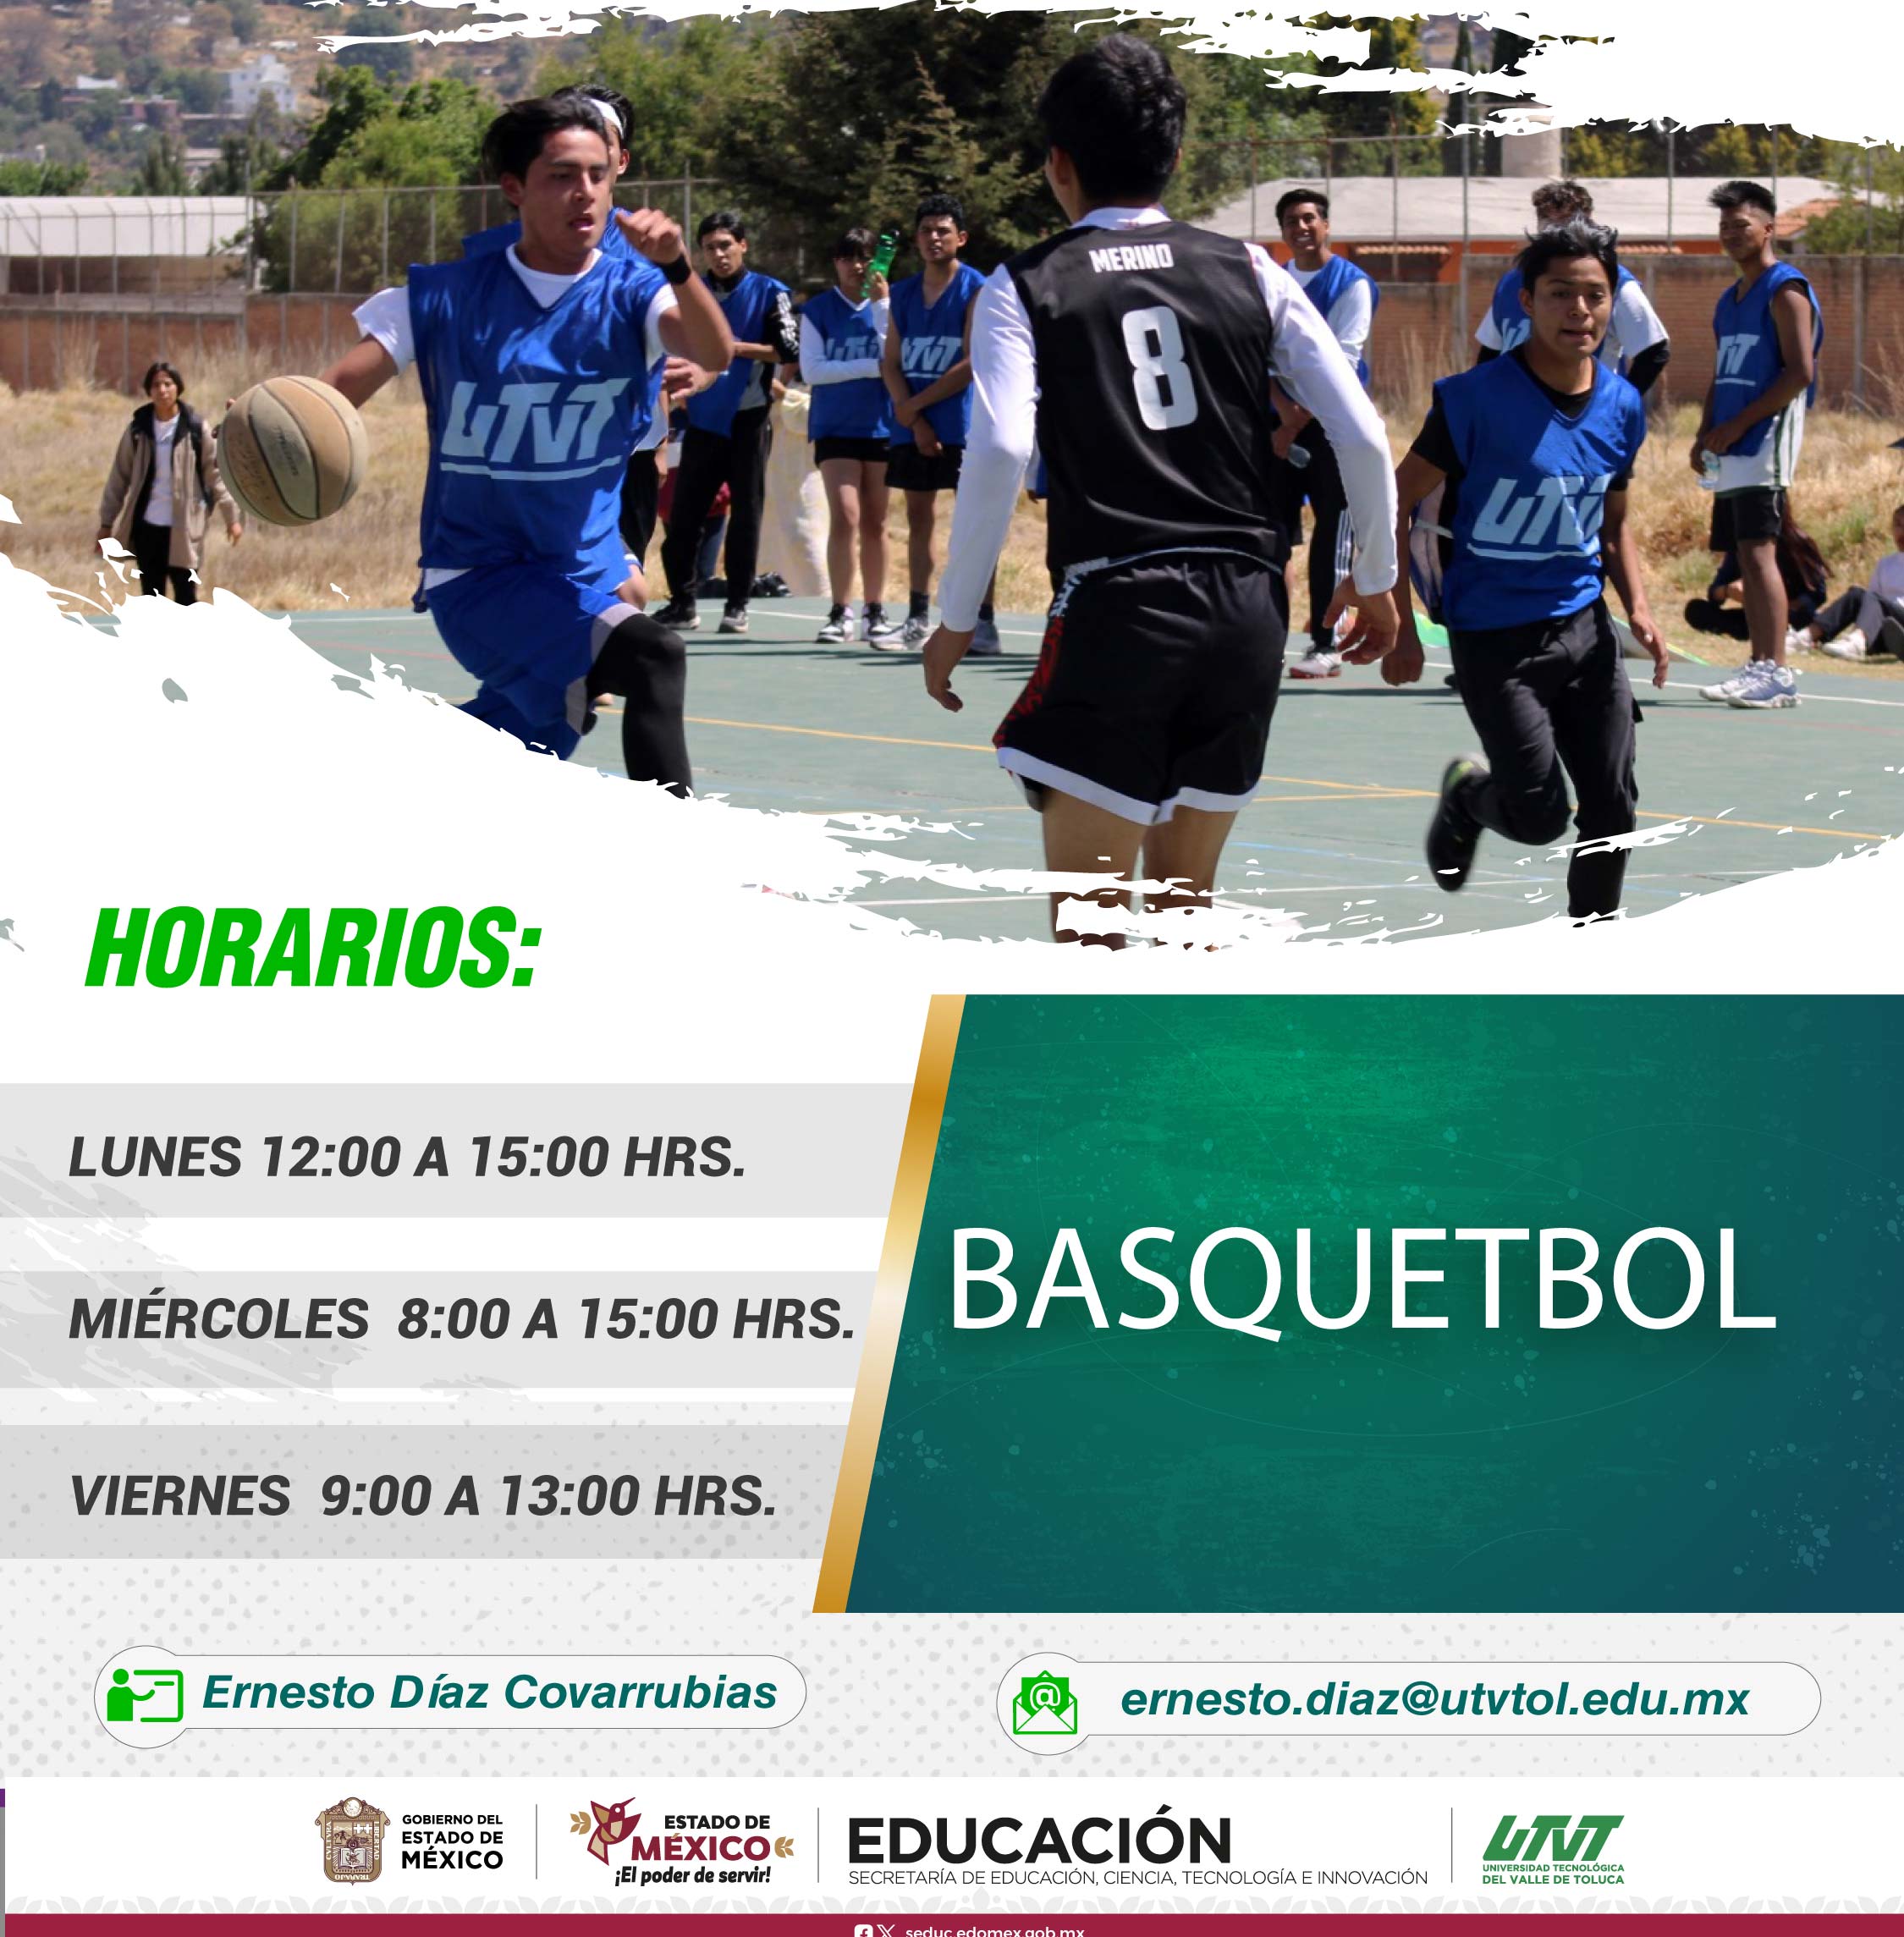 MERINO
8
UTVT
UTVT
UTVT
HORARIOS:
LUNES 12:00 A 15:00 HRS.
MIÉRCOLES 8:00 A 15:00 HRS.
VIERNES 9:00 A 13:00 HRS.
BASQUETBOL
Ernesto Díaz Covarrubias
ernesto.diaz@utvtol.edu.mx
GOBIERNO DEL
ESTADO DE
MÉXICO
ESTADO DE
MÉXICO
¡El poder de servir!
EDUCACIÓN
SECRETARÍA DE EDUCACIÓN, CIENCIA, TECNOLOGÍA E INNOVACIÓN
UTVT
UNIVERSIDAD TECNOLÓGICA
DEL VALLE DE TOLUCA
seduc.edomex.gob.mx